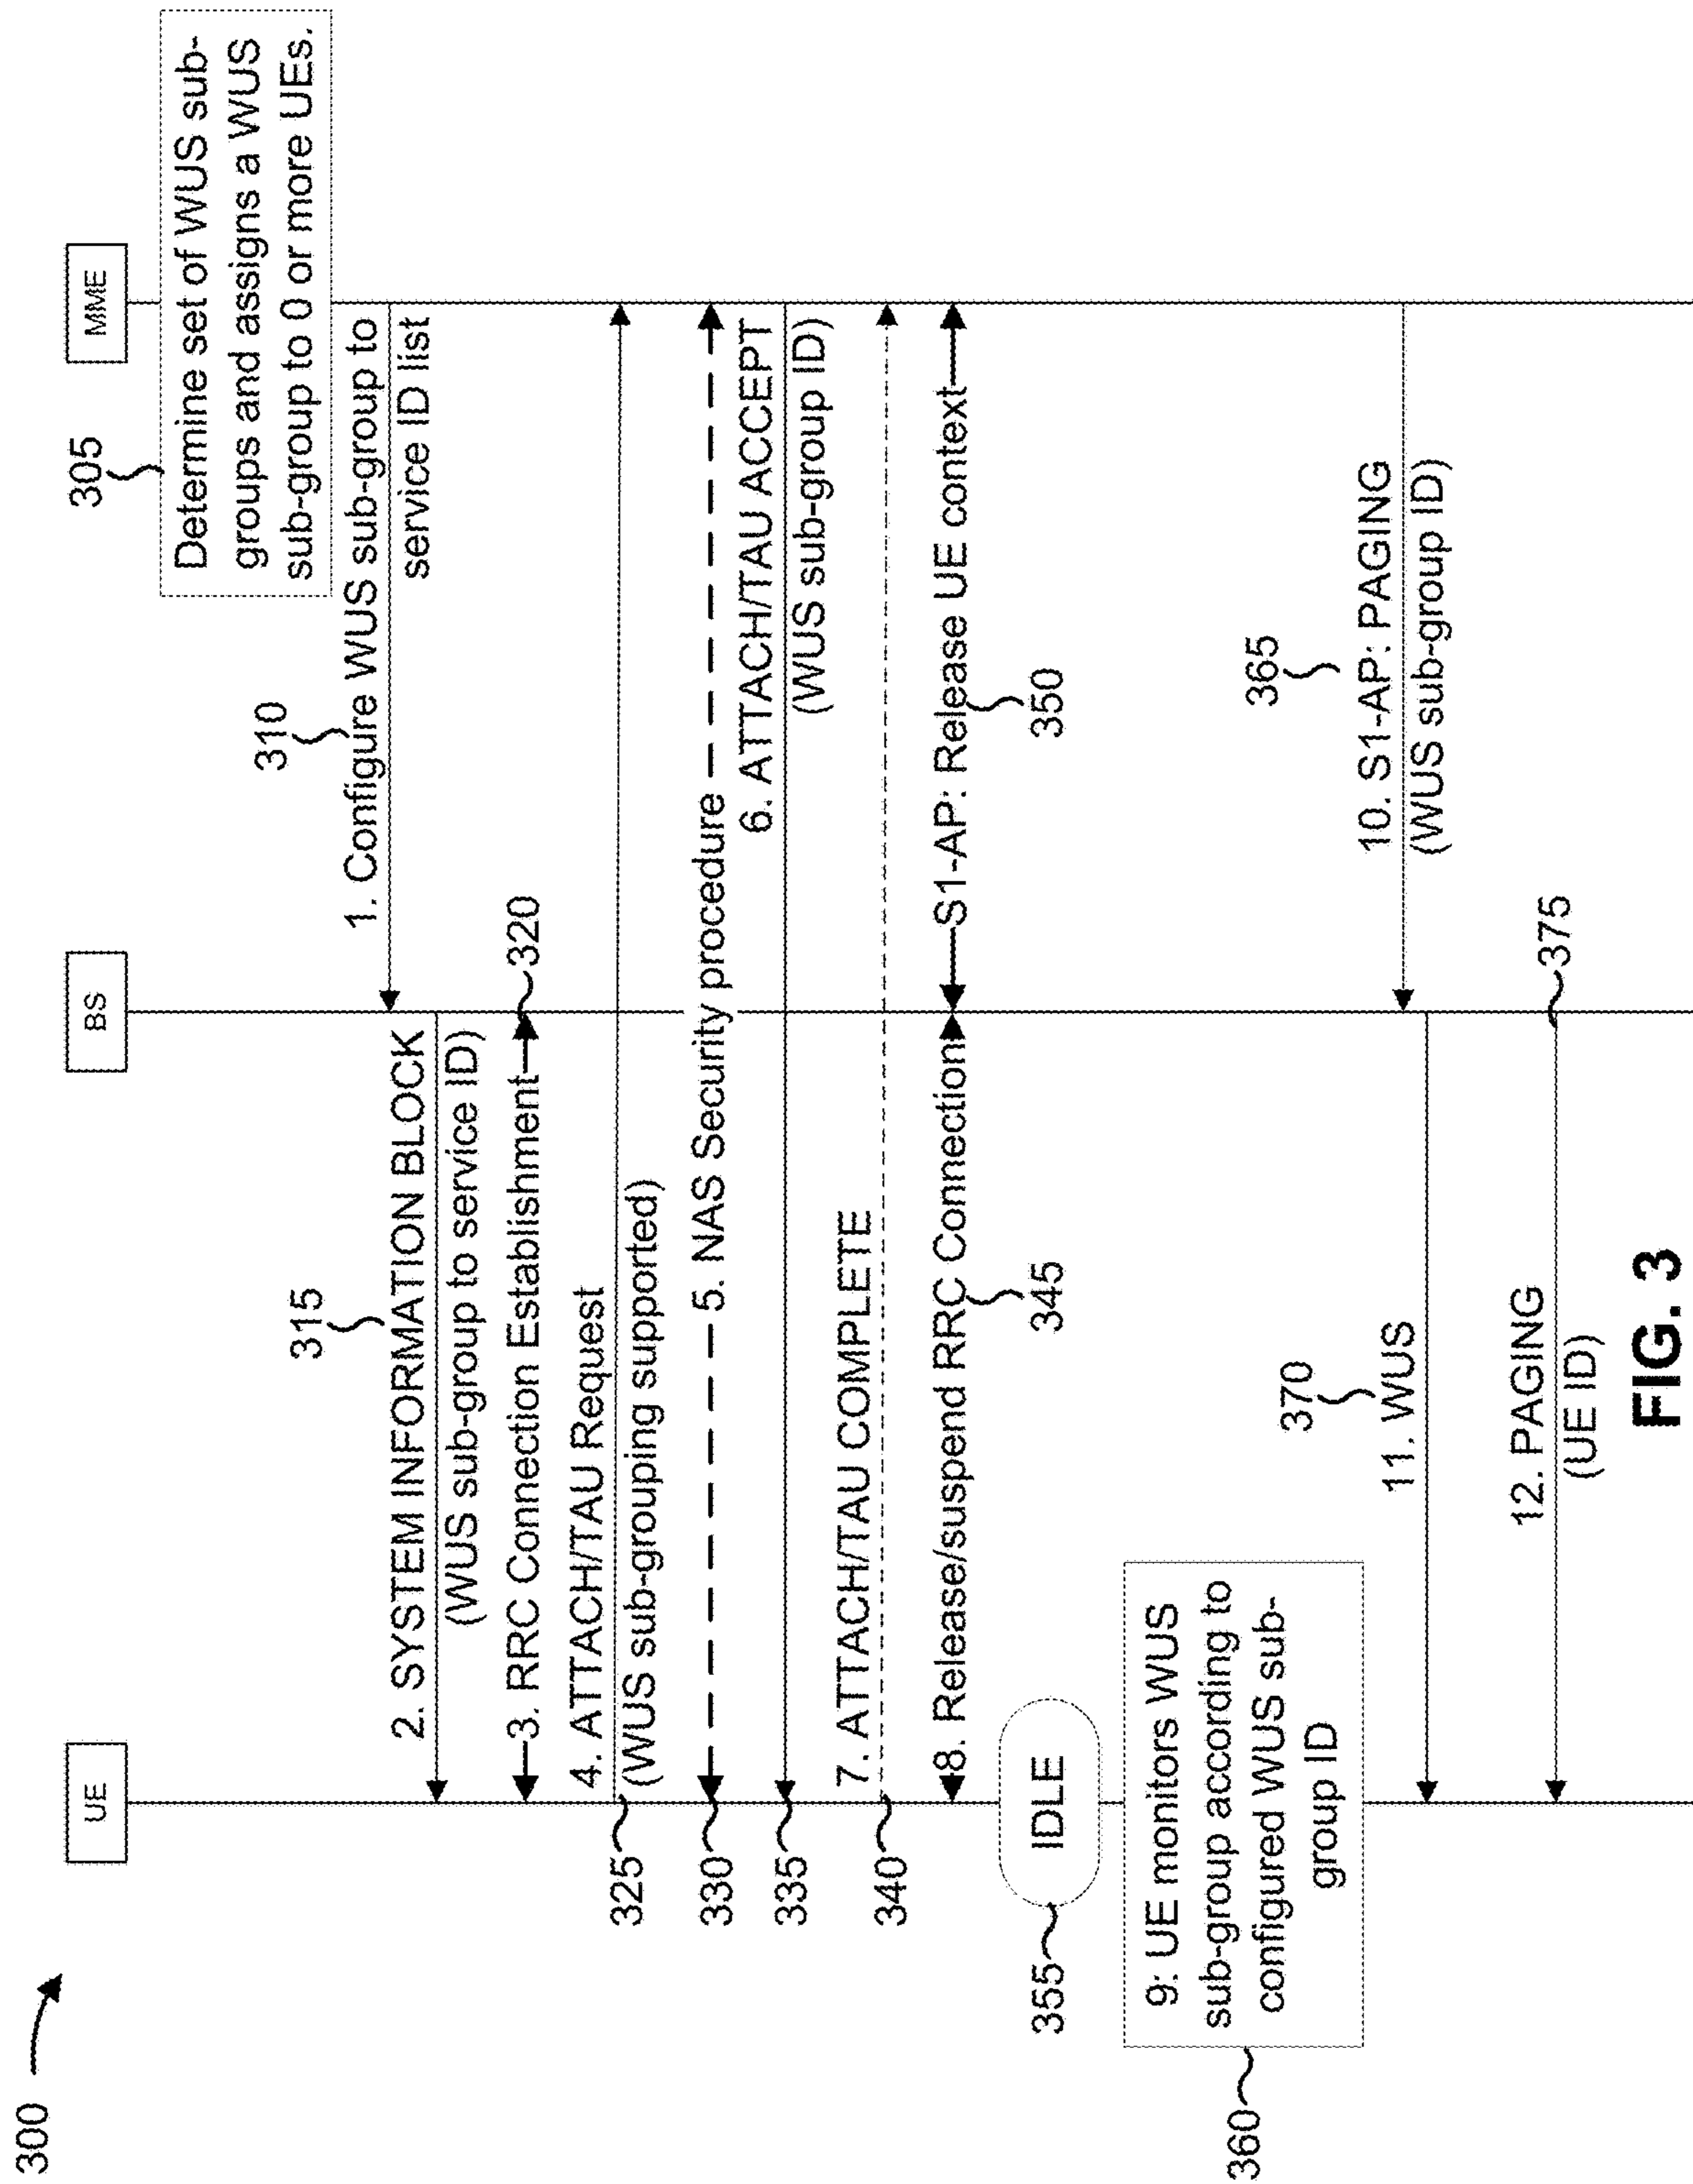 300
UE
BS
MME
305
Determine set of WUS sub-
groups and assigns a WUS
sub-group to 0 or more UEs.
310
1. Configure WUS sub-group to
service ID list
315
2. SYSTEM INFORMATION BLOCK
(WUS sub-group to service ID)
3. RRC Connection Establishment
320
4. ATTACH/TAU Request
(WUS sub-grouping supported)
325
5. NAS Security procedure
330
6. ATTACH/TAU ACCEPT
(WUS sub-group ID)
335
7. ATTACH/TAU COMPLETE
340
8. Release/suspend RRC Connection
345
S1-AP: Release UE context
350
IDLE
355
9: UE monitors WUS
sub-group according to
configured WUS sub-
group ID
360
365
10. S1-AP: PAGING
(WUS sub-group ID)
370
11. WUS
12. PAGING
(UE ID)
375
FIG. 3